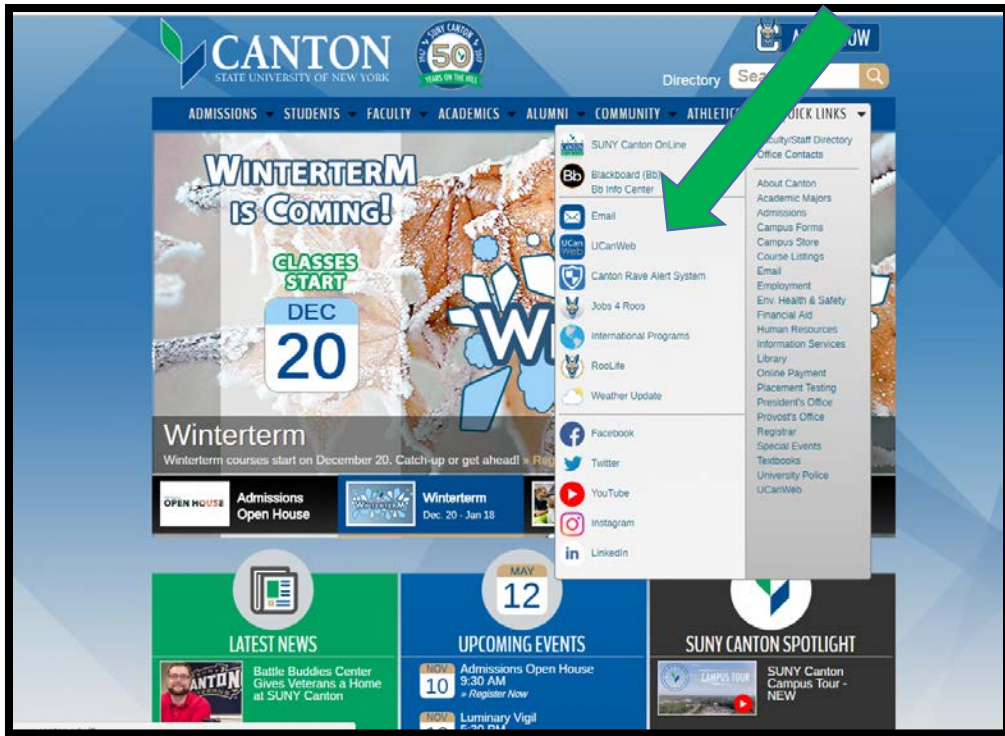 CANTON
STATE UNIVERSITY OF NEW YORK
SUNY CANTON
1967
50
2017
YEARS ON THE HILL
NOW
Directory
ADMISSIONS STUDENTS FACULTY ACADEMICS ALUMNI COMMUNITY QUICK LINKS
WINTERTERM
IS COMING!
CLASSES
START
DEC
20
Winterterm
Winterterm courses start on December 20. Catch-up or get ahead! »
OPEN HOUSE
Admissions
Open House
WINTERTERM
Winterterm
Dec. 20 - Jan 18
SUNY Canton OnLine
Bb
Blackboard (Bb)
Bb Info Center
Email
UCan
Web
UCanWeb
Canton Rave Alert System
Jobs 4 Roos
International Programs
RooLife
Weather Update
Facebook
Twitter
YouTube
Instagram
in
LinkedIn
Directory
Office Contacts
About Canton
Academic Majors
Admissions
Campus Forms
Campus Store
Course Listings
Email
Employment
Env. Health & Safety
Financial Aid
Human Resources
Information Services
Library
Online Payment
Placement Testing
President's Office
Provost's Office
Registrar
Special Events
Textbooks
University Police
UCanWeb
LATEST NEWS
Battle Buddies Center
Gives Veterans a Home
at SUNY Canton
MAY
12
UPCOMING EVENTS
NOV
10
Admissions Open House
9:30 AM
» Register Now
NOV
Luminary Vigil
SUNY CANTON SPOTLIGHT
CAMPUS TOUR
SUNY Canton
Campus Tour -
NEW